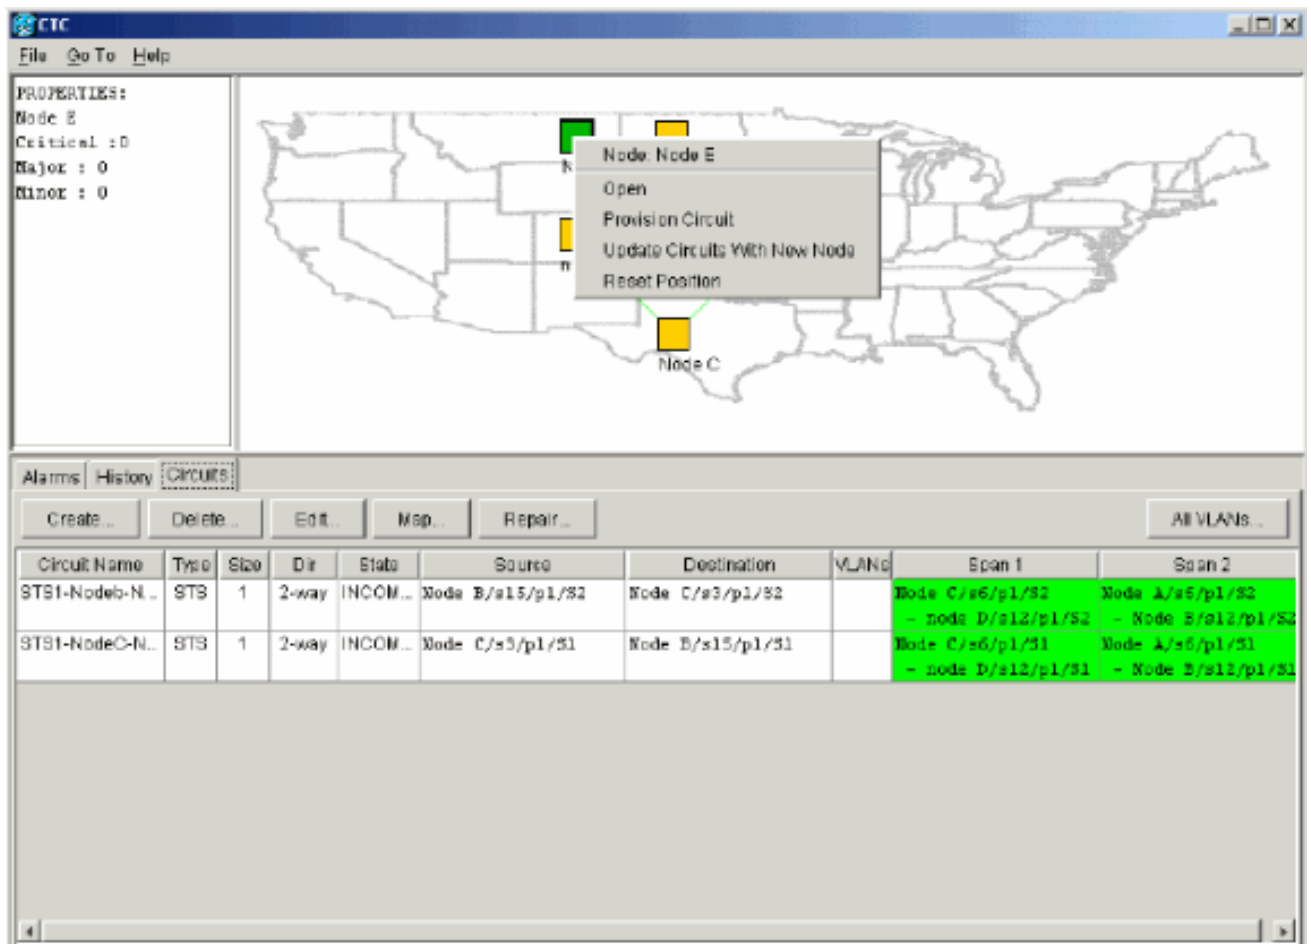 CTC
File Go To Help
PROPERTIES:
Node E
Critical :0
Major : 0
Minor : 0
N
Node: Node E
Open
Provision Circuit
Update Circuits With New Node
Reset Position
Node C
Alarms History Circuits
Create... Delete... Edit... Map... Repair... All VLANs...
Circuit Name Type Size Dir State Source Destination VLANs Span 1 Span 2
STS1-Nodeb-N... STS 1 2-way INCOM... Node B/s15/p1/S2 Node C/s3/p1/S2 Node C/s6/p1/S2 Node A/s6/p1/S2
- node D/s12/p1/S2 - Node B/s12/p1/S2
STS1-NodeC-N... STS 1 2-way INCOM... Node C/s3/p1/S1 Node B/s15/p1/S1 Node C/s6/p1/S1 Node A/s6/p1/S1
- node D/s12/p1/S1 - Node B/s12/p1/S1